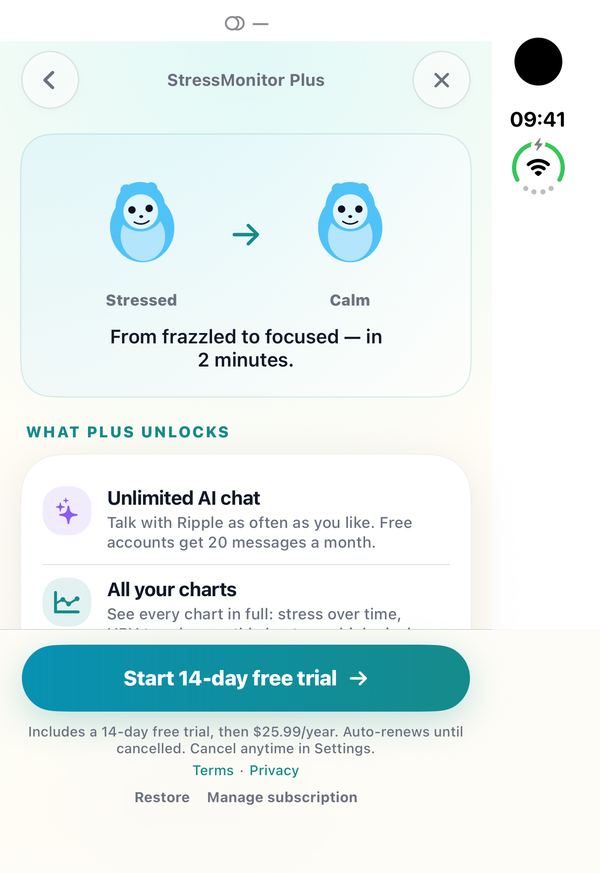 StressMonitor Plus
09:41
Stressed
Calm
From frazzled to focused — in
2 minutes.
WHAT PLUS UNLOCKS
Unlimited AI chat
Talk with Ripple as often as you like. Free
accounts get 20 messages a month.
All your charts
See every chart in full: stress over time,
Start 14-day free trial
Includes a 14-day free trial, then $25.99/year. Auto-renews until
cancelled. Cancel anytime in Settings.
Terms · Privacy
Restore Manage subscription